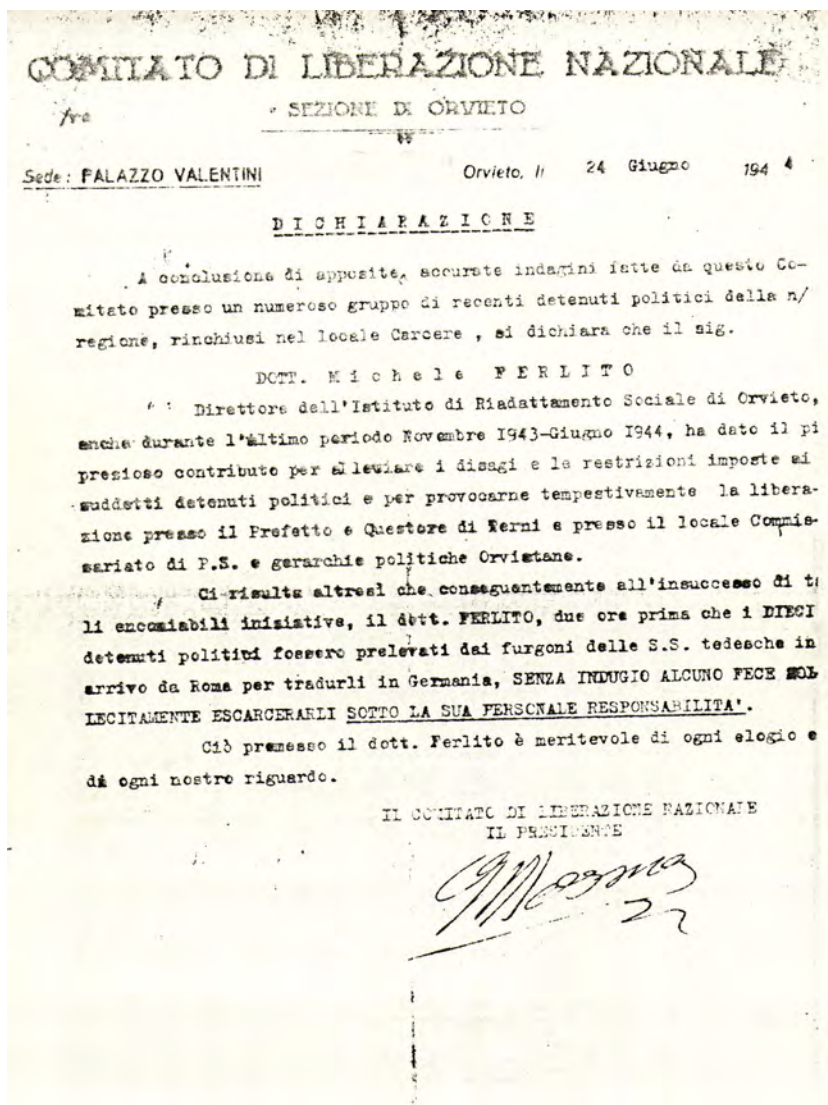 COMITATO DI LIBERAZIONE NAZIONALE
SEZIONE DI ORVIETO
Sede: PALAZZO VALENTINI
Orvieto, li 24 Giugno 194 4
DICHIARAZIONE
A conclusione di apposite, accurate indagini fatte da questo Co-
mitato presso un numeroso gruppo di recenti detenuti politici della n/
regione, rinchiusi nel locale Carcere , si dichiara che il sig.
DOTT. Michele FERLITO
Direttore dell'Istituto di Riadattamento Sociale di Orvieto,
anche durante l'ultimo periodo Novembre I943-Giugno I944, ha dato il pi
prezioso contributo per alleviare i disagi e le restrizioni imposte ai
suddetti detenuti politici e per provocarne tempestivamente la libera-
zione presso il Prefetto e Questore di Terni e presso il locale Commis-
sariato di P.S. e gerarchie politiche Orvietane.
Ci risulta altresì che conseguentemente all'insuccesso di ta
li encomiabili iniziative, il dott. FERLITO, due ore prima che i DIECI
detenuti politici fossero prelevati dai furgoni delle S.S. tedesche in
arrivo da Roma per tradurli in Germania, SENZA INDUGIO ALCUNO FECE SOL
LECITAMENTE ESCARCERARLI SOTTO LA SUA PERSONALE RESPONSABILITA'.
Ciò premesso il dott. Ferlito è meritevole di ogni elogio e
di ogni nostro riguardo.
IL COMITATO DI LIBERAZIONE NAZIONALE
IL PRESIDENTE